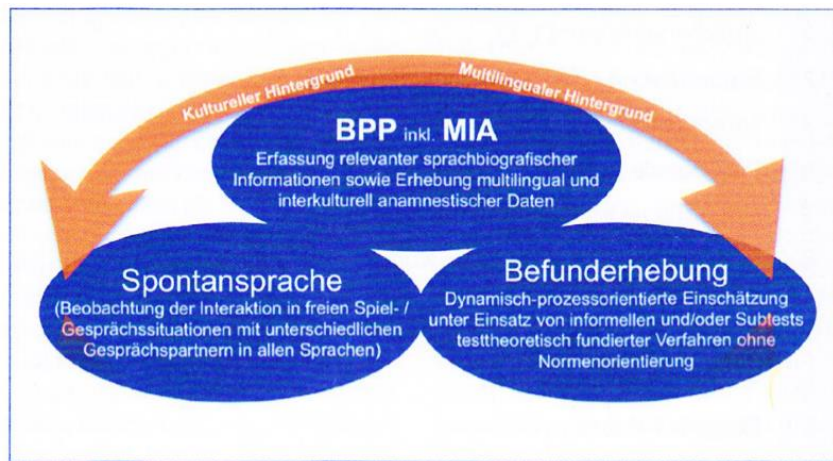 Kultureller Hintergrund
Multilingualer Hintergrund
BPP inkl. MIA
Erfassung relevanter sprachbiografischer
Informationen sowie Erhebung multilingual und
interkulturell anamnestischer Daten
Spontansprache
(Beobachtung der Interaktion in freien Spiel- /
Gesprächssituationen mit unterschiedlichen
Gesprächspartnern in allen Sprachen)
Befunderhebung
Dynamisch-prozessorientierte Einschätzung
unter Einsatz von informellen und/oder Subtests
testtheoretisch fundierter Verfahren ohne
Normenorientierung